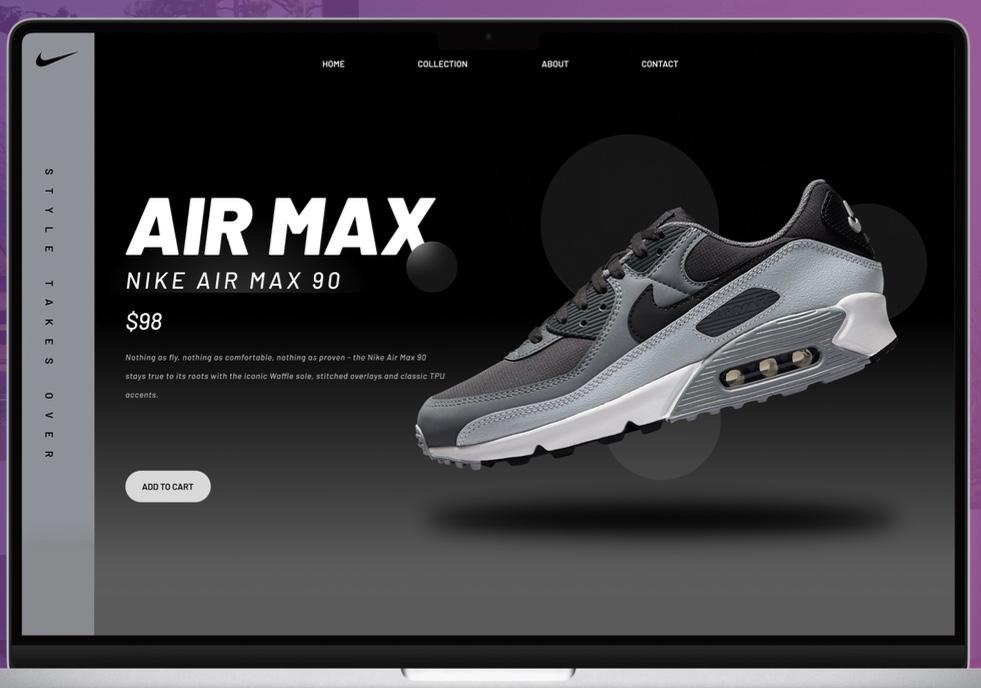 HOME COLLECTION ABOUT CONTACT
STYLE TAKES OVER
AIR MAX
NIKE AIR MAX 90
$98
Nothing as fly, nothing as comfortable, nothing as proven - the Nike Air Max 90
stays true to its roots with the iconic Waffle sole, stitched overlays and classic TPU
accents.
ADD TO CART